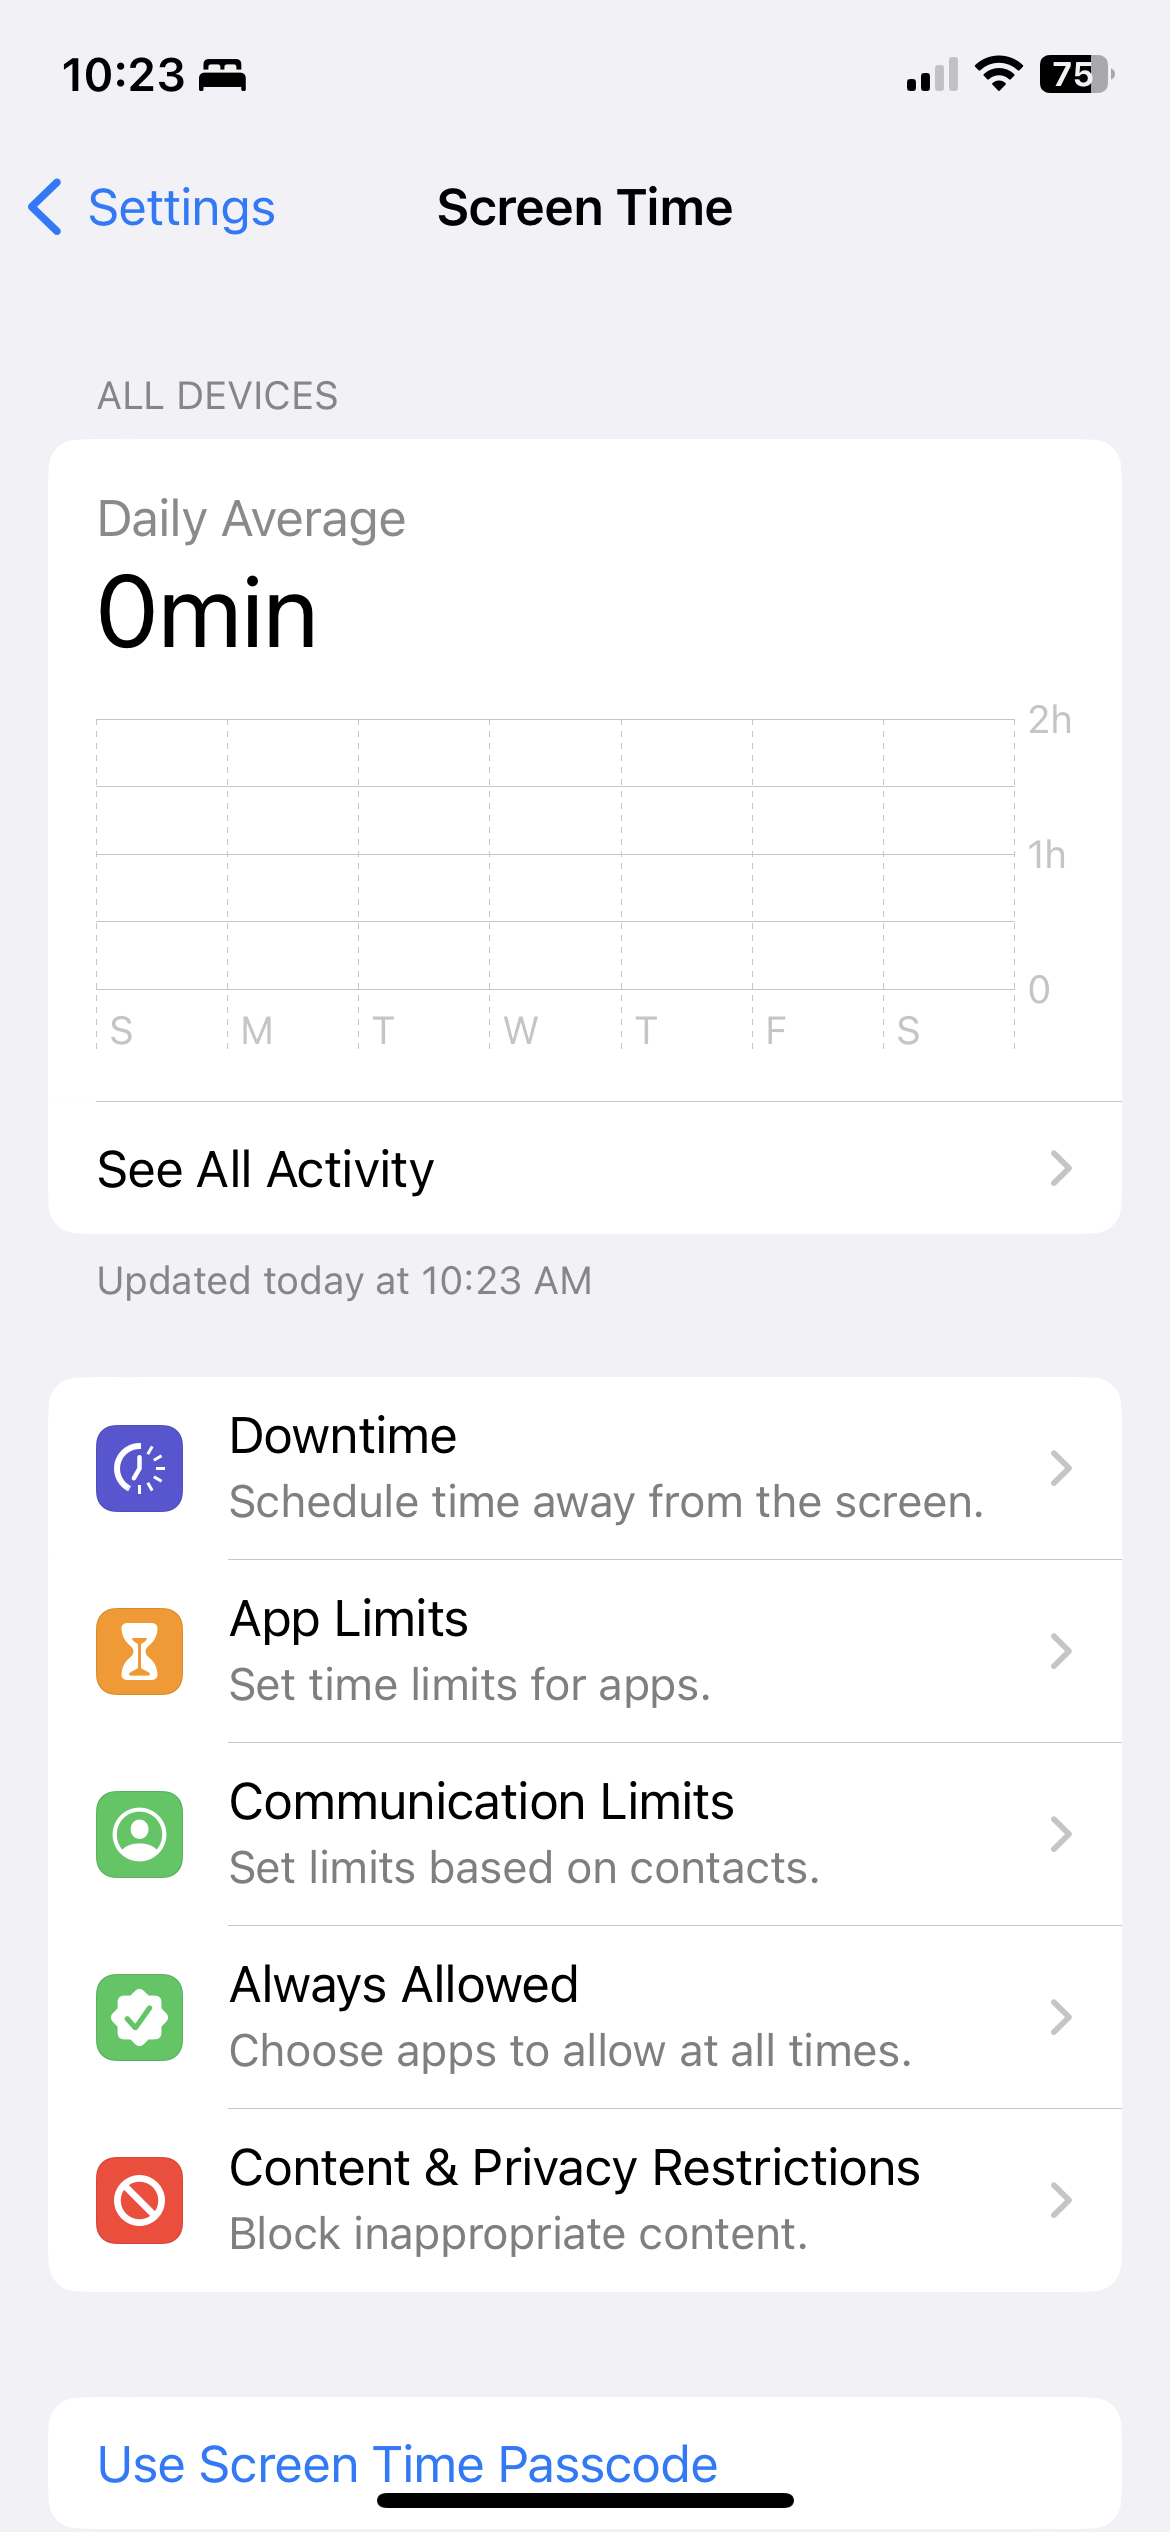 10:23
75
Settings
Screen Time
ALL DEVICES
Daily Average
0min
2h
1h
0
S M T W T F S
See All Activity
Updated today at 10:23 AM
Downtime
Schedule time away from the screen.
App Limits
Set time limits for apps.
Communication Limits
Set limits based on contacts.
Always Allowed
Choose apps to allow at all times.
Content & Privacy Restrictions
Block inappropriate content.
Use Screen Time Passcode